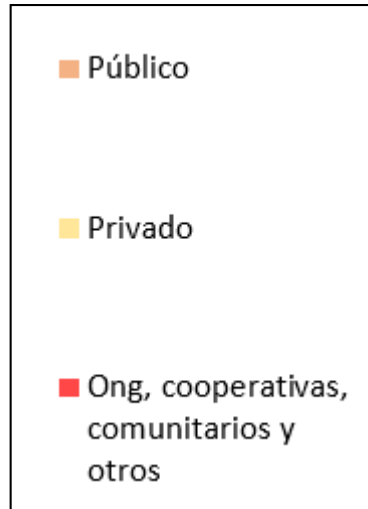 Público
Privado
Ong, cooperativas,
comunitarios y
otros